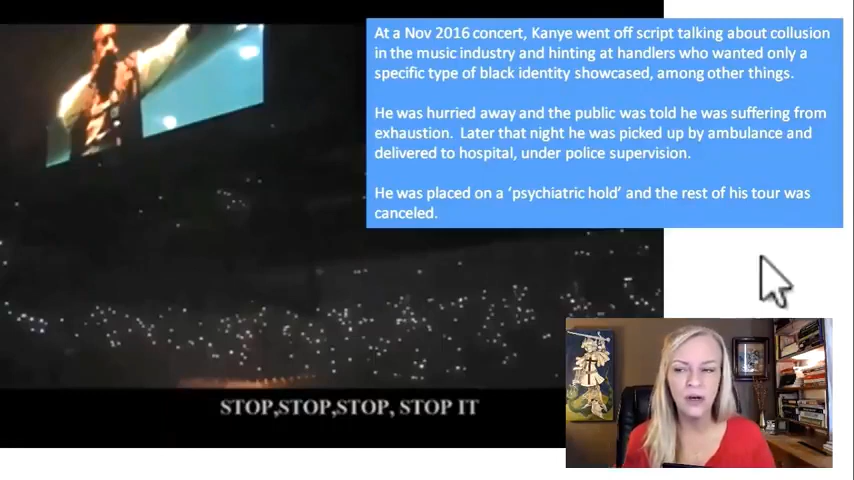 At a Nov 2016 concert, Kanye went off script talking about collusion
in the music industry and hinting at handlers who wanted only a
specific type of black identity showcased, among other things.
He was hurried away and the public was told he was suffering from
exhaustion.  Later that night he was picked up by ambulance and
delivered to hospital, under police supervision.
He was placed on a ‘psychiatric hold’ and the rest of his tour was
canceled.
STOP,STOP,STOP, STOP IT